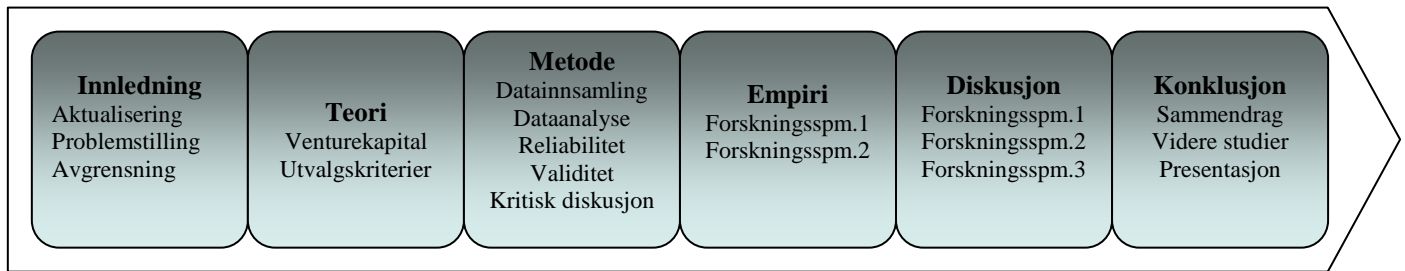 Innledning
Aktualisering
Problemstilling
Avgrensning
Teori
Venturekapital
Utvalgskriterier
Metode
Datainnsamling
Dataanalyse
Reliabilitet
Validitet
Kritisk diskusjon
Empiri
Forskningsspm.1
Forskningsspm.2
Diskusjon
Forskningsspm.1
Forskningsspm.2
Forskningsspm.3
Konklusjon
Sammendrag
Videre studier
Presentasjon